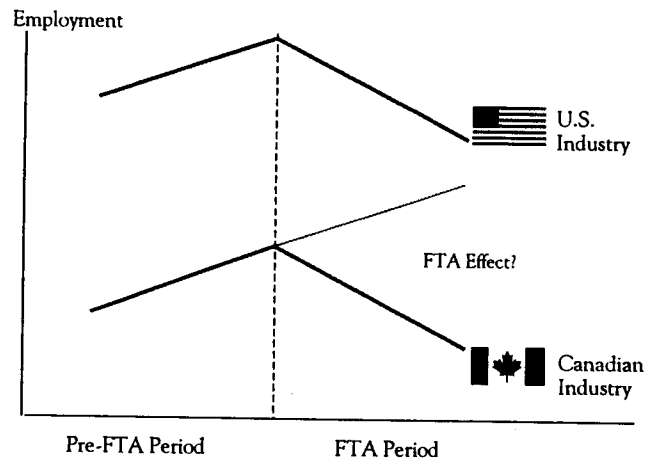 Employment
U.S.
Industry
FTA Effect?
Canadian
Industry
Pre-FTA Period
FTA Period